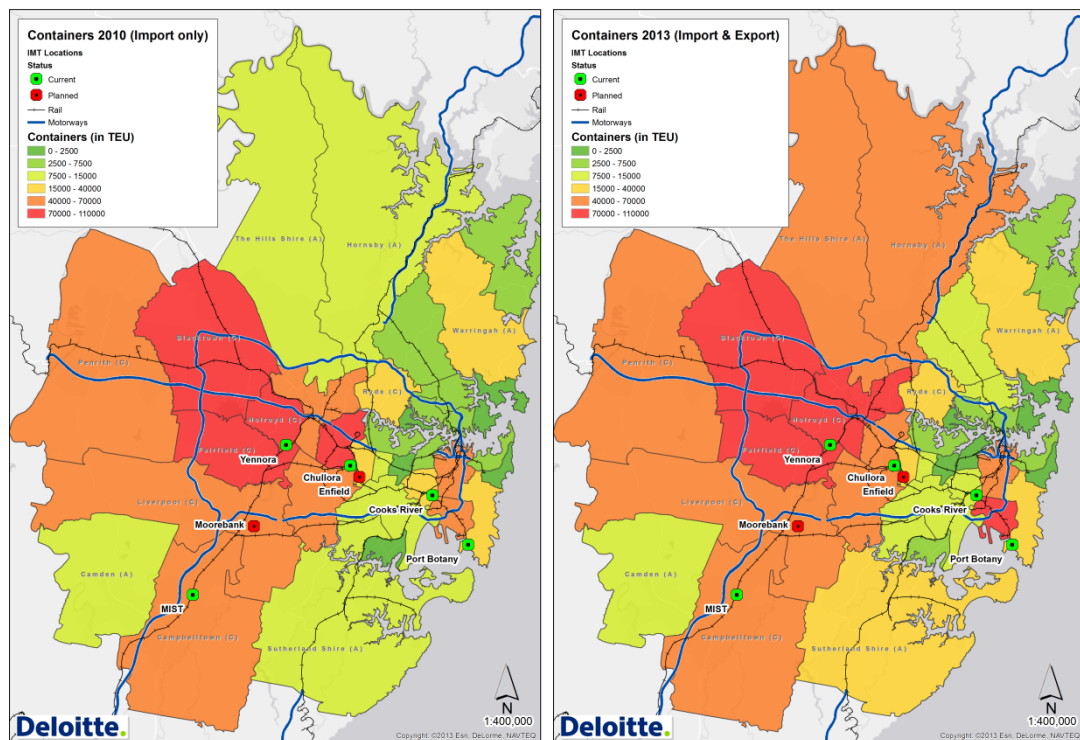 Containers 2010 (Import only)
IMT Locations
Status
Current
Planned
Rail
Motorways
Containers (in TEU)
0 - 2500
2500 - 7500
7500 - 15000
15000 - 40000
40000 - 70000
70000 - 110000
The Hills Shire (A)
Hornsby (A)
Warringah (A)
Blacktown (C)
Penrith (C)
Ryde (C)
Holroyd (C)
Fairfield (C)
Yennora
Chullora
Enfield
Liverpool (C)
Cooks River
Moorebank
Port Botany
Camden (A)
MIST
Campbelltown (C)
Sutherland Shire (A)
N
1:400,000
Deloitte.
Copyright: ©2013 Esri, DeLorme, NAVTEQ
Containers 2013 (Import & Export)
IMT Locations
Status
Current
Planned
Rail
Motorways
Containers (in TEU)
0 - 2500
2500 - 7500
7500 - 15000
15000 - 40000
40000 - 70000
70000 - 110000
The Hills Shire (A)
Hornsby (A)
Warringah (A)
Blacktown (C)
Penrith (C)
Ryde (C)
Holroyd (C)
Fairfield (C)
Yennora
Chullora
Enfield
Liverpool (C)
Cooks River
Moorebank
Port Botany
Camden (A)
MIST
Campbelltown (C)
Sutherland Shire (A)
N
1:400,000
Deloitte.
Copyright: ©2013 Esri, DeLorme, NAVTEQ